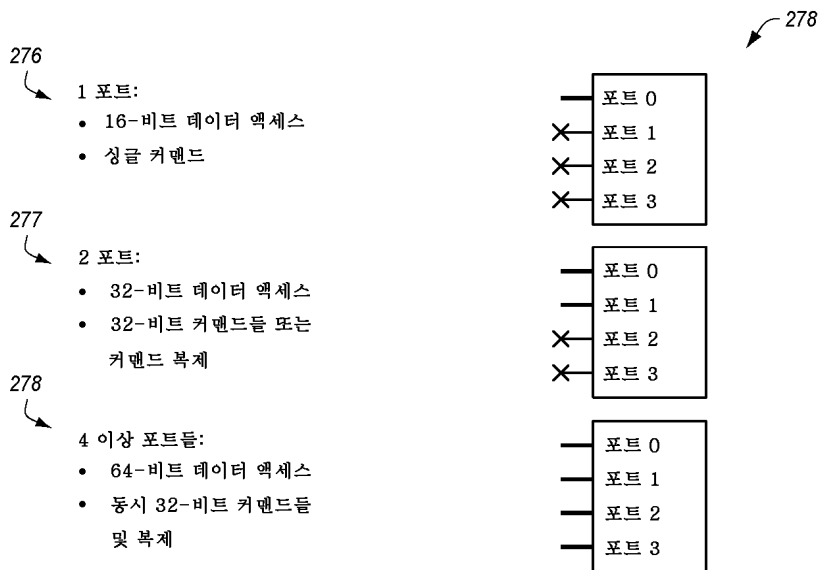 278
276
1 포트:
• 16-비트 데이터 액세스
• 싱글 커맨드
포트 0
포트 1
포트 2
포트 3
277
2 포트:
• 32-비트 데이터 액세스
• 32-비트 커맨드들 또는
커맨드 복제
포트 0
포트 1
포트 2
포트 3
278
4 이상 포트들:
• 64-비트 데이터 액세스
• 동시 32-비트 커맨드들
및 복제
포트 0
포트 1
포트 2
포트 3